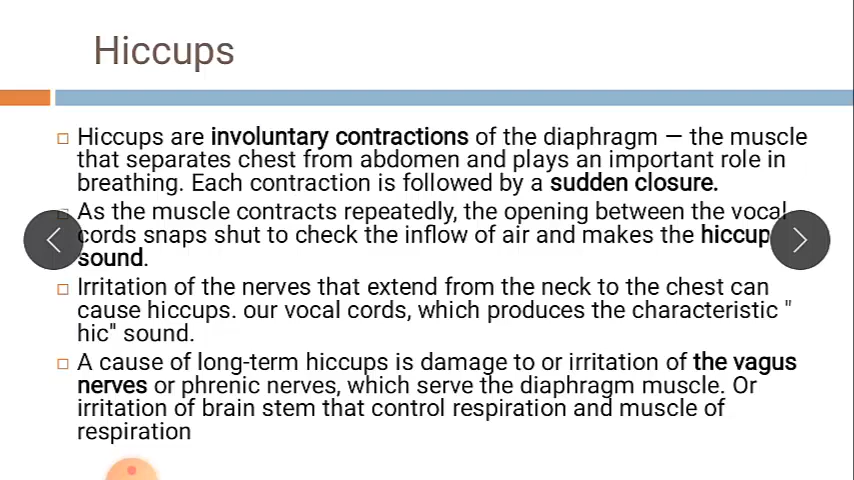 Hiccups
Hiccups are involuntary contractions of the diaphragm — the muscle
that separates chest from abdomen and plays an important role in
breathing. Each contraction is followed by a sudden closure.
As the muscle contracts repeatedly, the opening between the vocal
cords snaps shut to check the inflow of air and makes the hiccup
sound.
Irritation of the nerves that extend from the neck to the chest can
cause hiccups. our vocal cords, which produces the characteristic "
hic" sound.
A cause of long-term hiccups is damage to or irritation of the vagus
nerves or phrenic nerves, which serve the diaphragm muscle. Or
irritation of brain stem that control respiration and muscle of
respiration